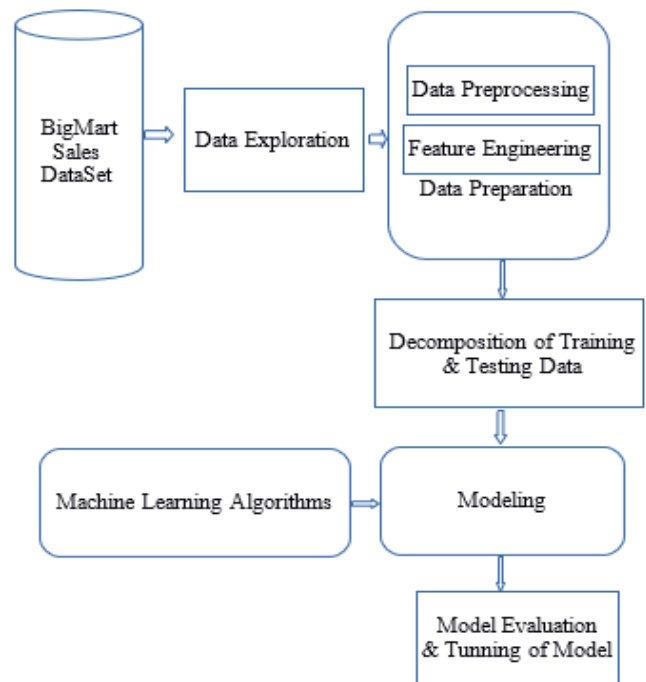 BigMart
Sales
DataSet
Data Exploration
Data Preprocessing
Feature Engineering
Data Preparation
Decomposition of Training
& Testing Data
Machine Learning Algorithms
Modeling
Model Evaluation
& Tunning of Model